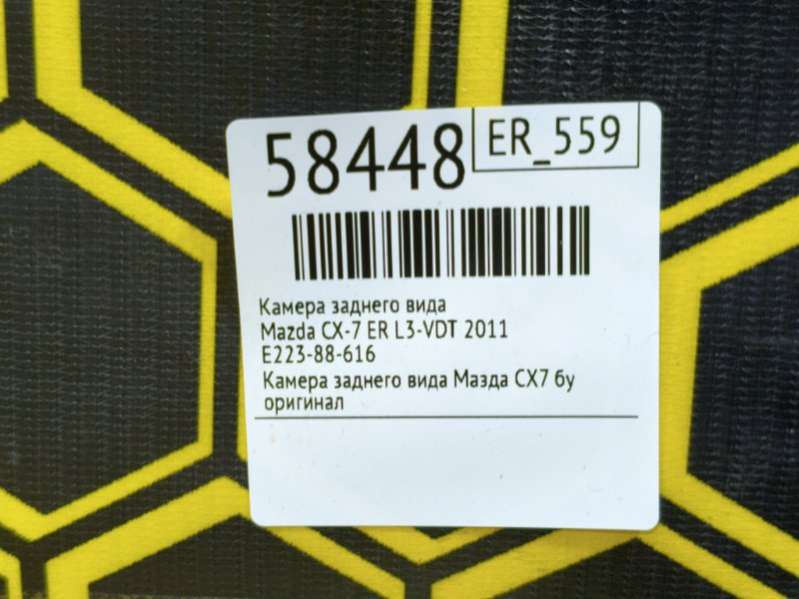 58448
ER_559
Камера заднего вида
Mazda CX-7 ER L3-VDT 2011
E223-88-616
Камера заднего вида Мазда СХ7 бу
оригинал